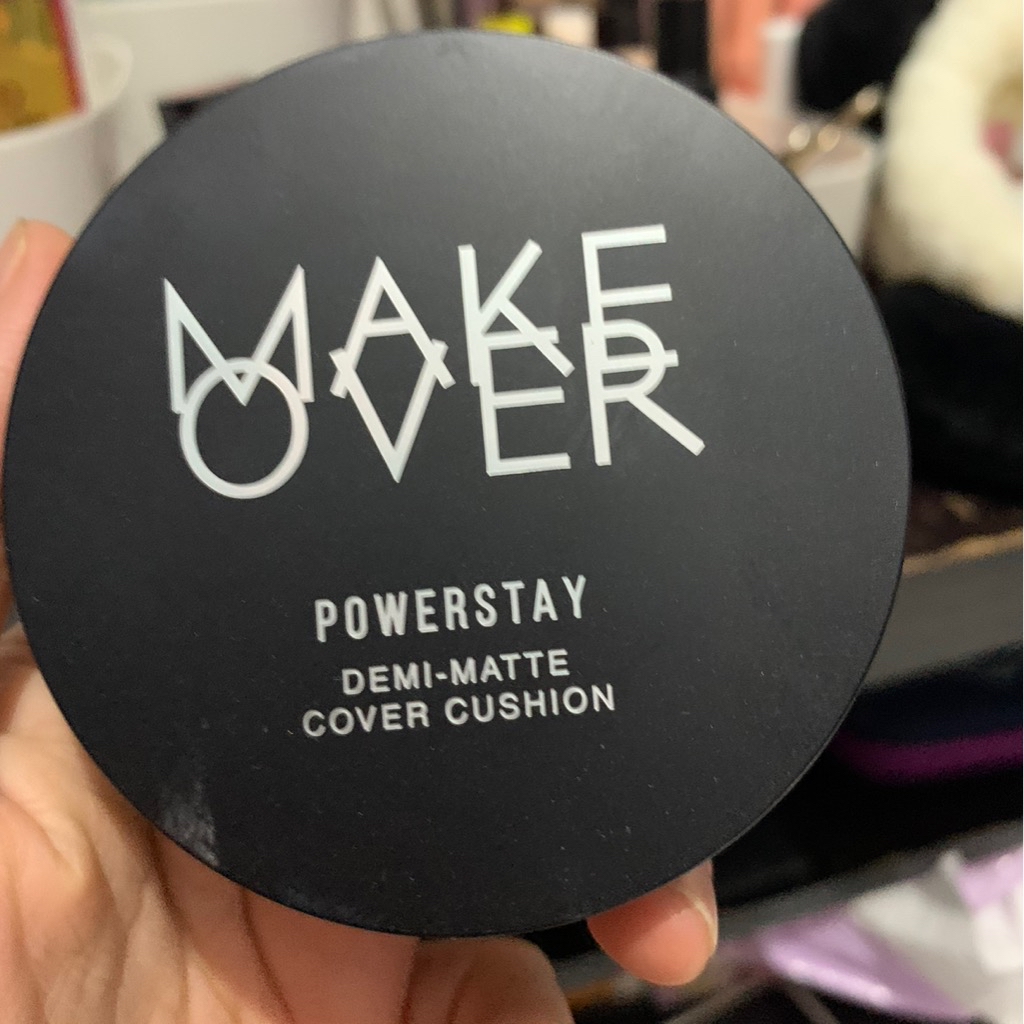 MAKE
OVER
POWERSTAY
DEMI-MATTE
COVER CUSHION